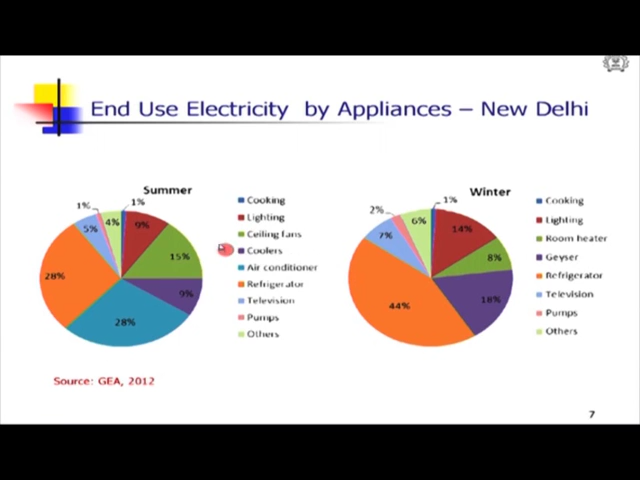 End Use Electricity by Appliances – New Delhi
Summer
1%
1%
4%
9%
5%
15%
28%
9%
28%
Cooking
Lighting
Ceiling fans
Coolers
Air conditioner
Refrigerator
Television
Pumps
Others
Winter
1%
2%
6%
14%
7%
8%
18%
44%
Cooking
Lighting
Room heater
Geyser
Refrigerator
Television
Pumps
Others
Source: GEA, 2012
7